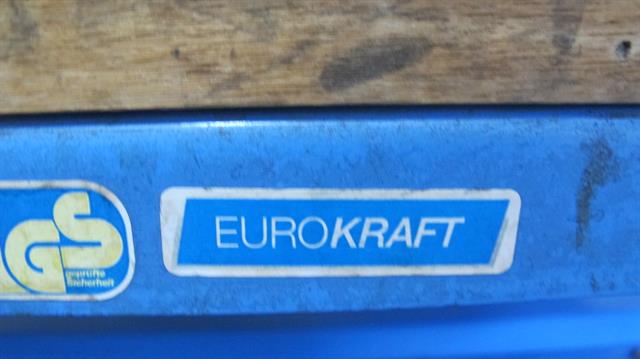 GS
geprüfte
Sicherheit
EUROKRAFT